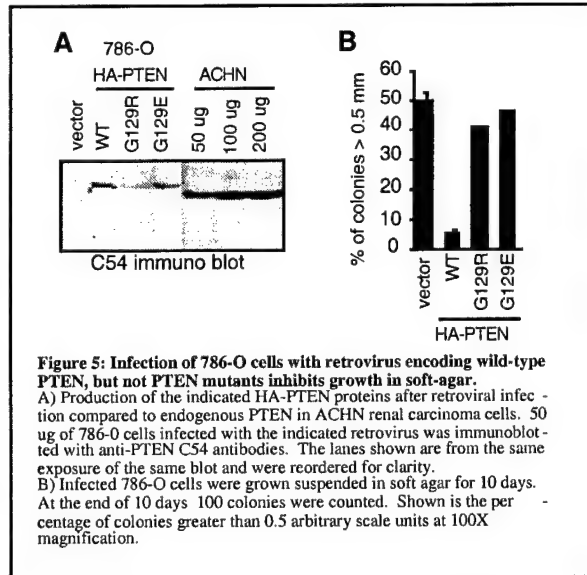 A
786-O
HA-PTEN
ACHN
vector
WT
G129R
G129E
50 ug
100 ug
200 ug
C54 immuno blot
B
% of colonies > 0.5 mm
60
50
40
30
20
10
0
vector
WT
G129R
G129E
HA-PTEN
Figure 5: Infection of 786-O cells with retrovirus encoding wild-type
PTEN, but not PTEN mutants inhibits growth in soft-agar.
A) Production of the indicated HA-PTEN proteins after retroviral infec -
tion compared to endogenous PTEN in ACHN renal carcinoma cells. 50
ug of 786-0 cells infected with the indicated retrovirus was immunoblot -
ted with anti-PTEN C54 antibodies. The lanes shown are from the same
exposure of the same blot and were reordered for clarity.
B) Infected 786-O cells were grown suspended in soft agar for 10 days.
At the end of 10 days 100 colonies were counted. Shown is the per -
centage of colonies greater than 0.5 arbitrary scale units at 100X
magnification.